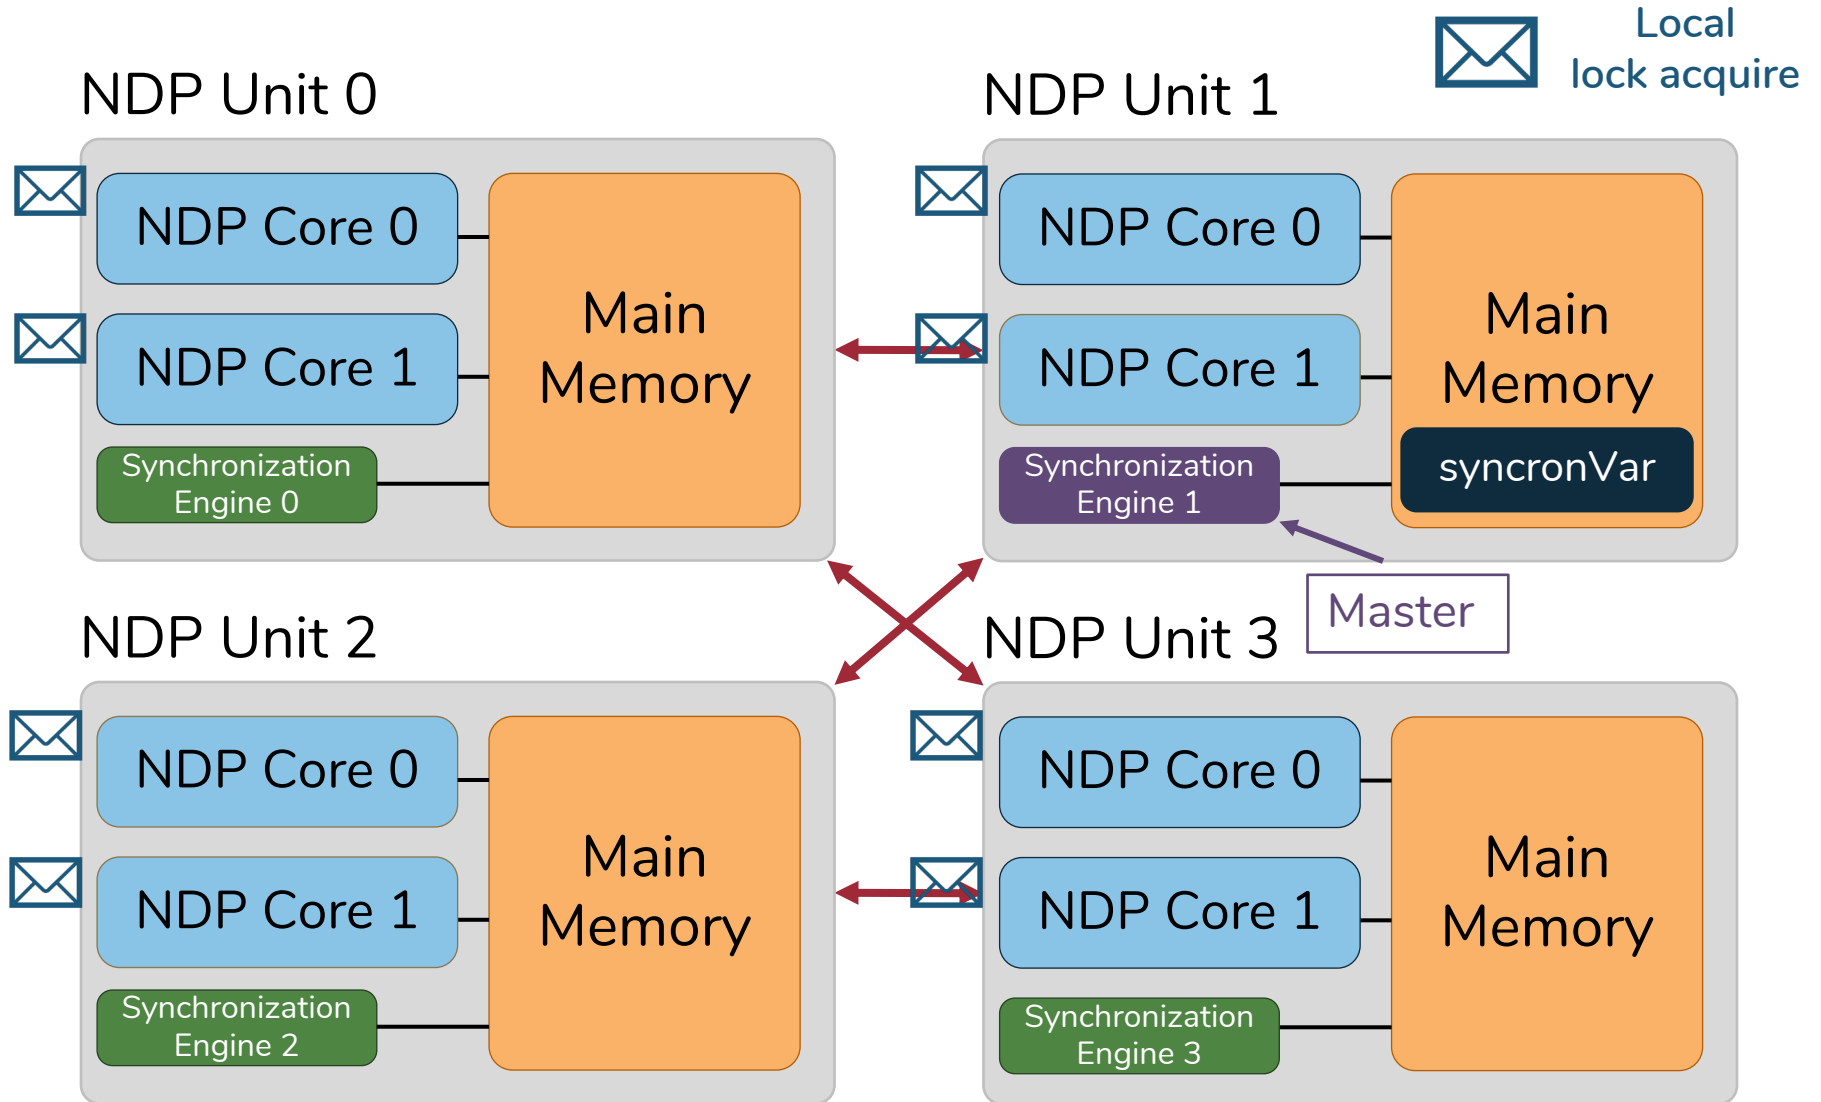 Local
lock acquire
NDP Unit 0
NDP Core 0
NDP Core 1
Synchronization
Engine 0
Main
Memory
NDP Unit 1
NDP Core 0
NDP Core 1
Synchronization
Engine 1
Main
Memory
syncronVar
Master
NDP Unit 2
NDP Core 0
NDP Core 1
Synchronization
Engine 2
Main
Memory
NDP Unit 3
NDP Core 0
NDP Core 1
Synchronization
Engine 3
Main
Memory